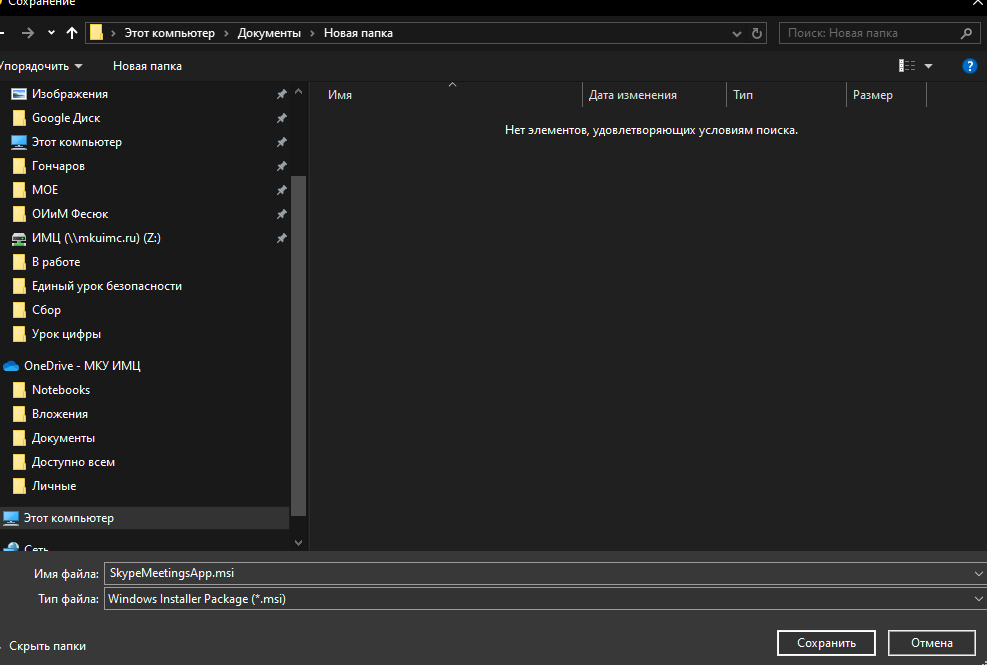 Сохранение
Этот компьютер › Документы › Новая папка
Поиск: Новая папка
Упорядочить
Новая папка
?
Изображения
Google Диск
Этот компьютер
Гончаров
МОЕ
ОИиМ Фесюк
ИМЦ (\\mkuimc.ru) (Z:)
В работе
Единый урок безопасности
Сбор
Урок цифры
OneDrive - МКУ ИМЦ
Notebooks
Вложения
Документы
Доступно всем
Личные
Этот компьютер
Сеть
Имя
Дата изменения
Тип
Размер
Нет элементов, удовлетворяющих условиям поиска.
Имя файла: SkypeMeetingsApp.msi
Тип файла: Windows Installer Package (*.msi)
Скрыть папки
Сохранить
Отмена